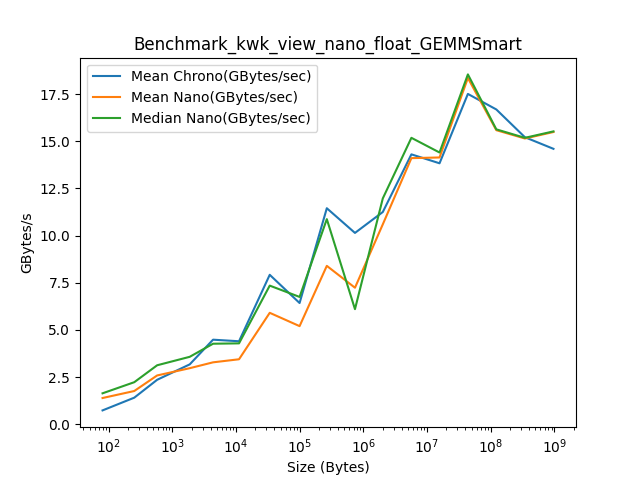 Benchmark_kwk_view_nano_float_GEMMSmart
Mean Chrono(GBytes/sec)
Mean Nano(GBytes/sec)
Median Nano(GBytes/sec)
GBytes/s
17.5
15.0
12.5
10.0
7.5
5.0
2.5
0.0
10² 10³ 10⁴ 10⁵ 10⁶ 10⁷ 10⁸ 10⁹
Size (Bytes)